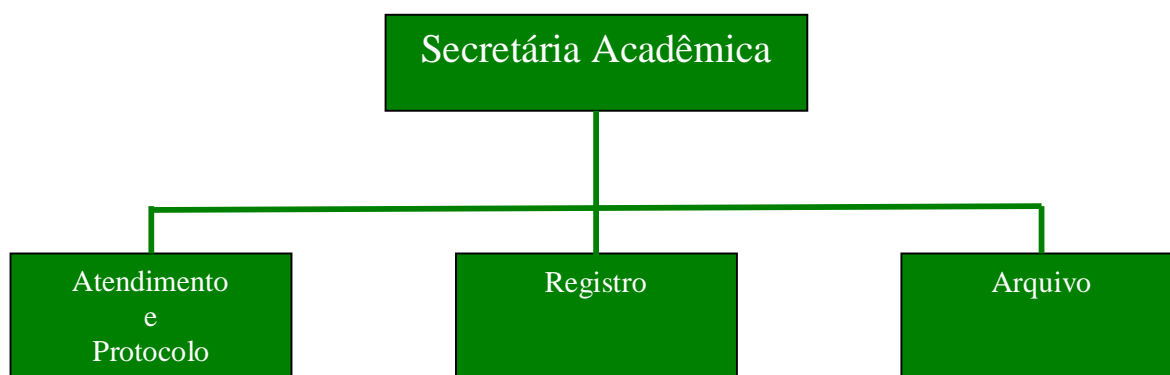 Secretária Acadêmica
Atendimento
e
Protocolo
Registro
Arquivo